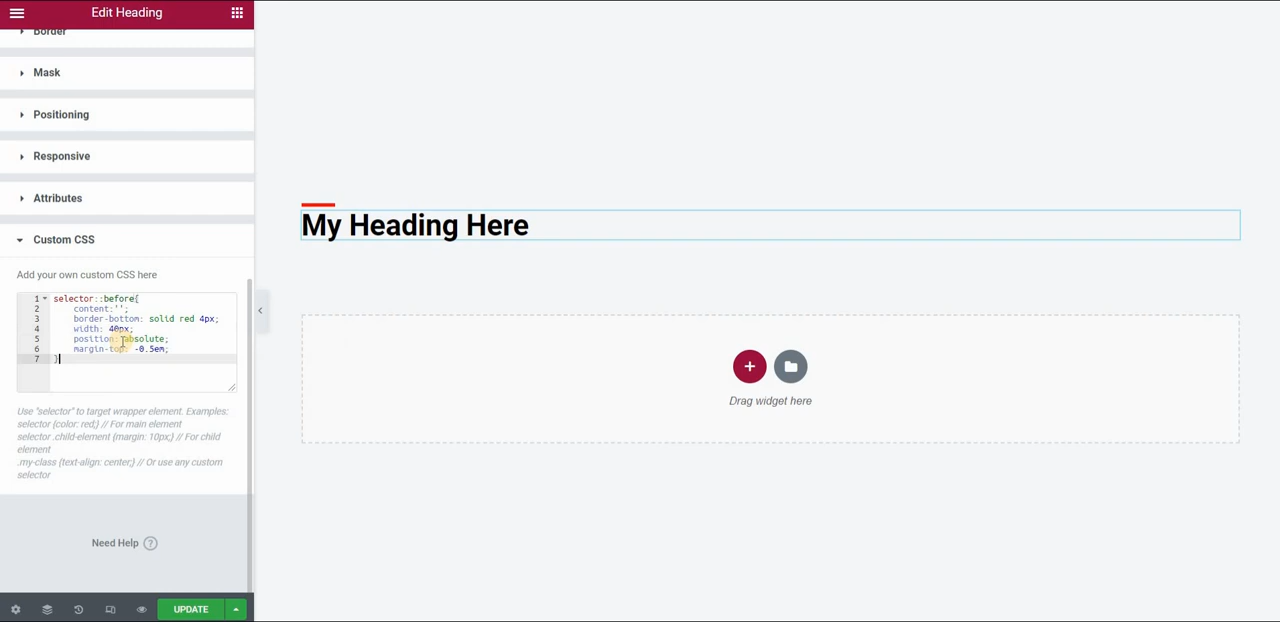 Edit Heading
Border
Mask
Positioning
Responsive
Attributes
Custom CSS
Add your own custom CSS here
1 selector::before{
2 content:'';
3 border-bottom: solid red 4px;
4 width: 40px;
5 position: absolute;
6 margin-top: -0.5em;
7 }
Use "selector" to target wrapper element. Examples:
selector {color: red;} // For main element
selector .child-element {margin: 10px;} // For child
element
.my-class {text-align: center;} // Or use any custom
selector
Need Help ?
UPDATE
My Heading Here
Drag widget here